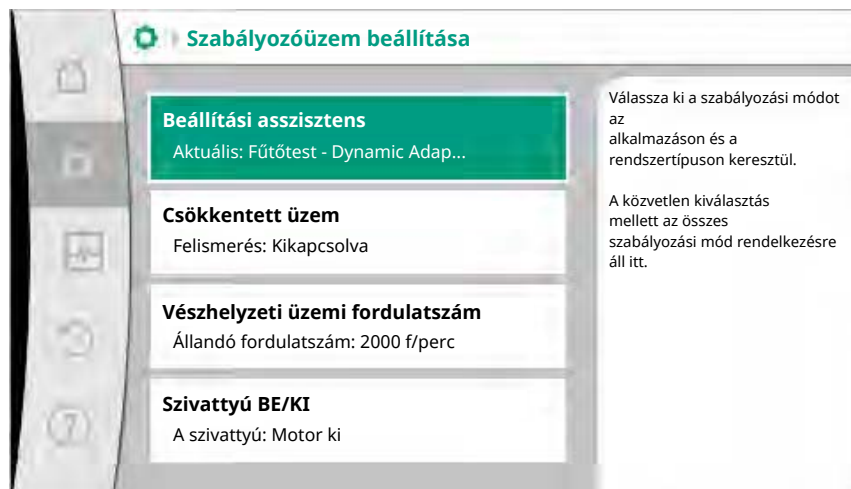 Szabályozóüzem beállítása
Beállítási asszisztens
Aktuális: Fűtőtest - Dynamic Adap...
Csökkentett üzem
Felismerés: Kikapcsolva
Vészhelyzeti üzemi fordulatszám
Állandó fordulatszám: 2000 f/perc
Szivattyú BE/KI
A szivattyú: Motor ki
Válassza ki a szabályozási módot
az
alkalmazáson és a
rendszertípuson keresztül.
A közvetlen kiválasztás
mellett az összes
szabályozási mód rendelkezésre
áll itt.